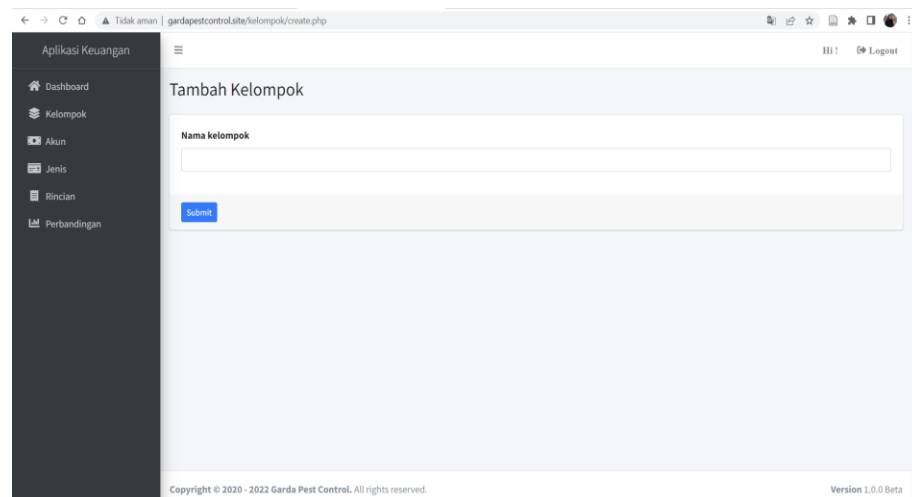 Tidak aman | gardapestcontrol.site/kelompok/create.php
Aplikasi Keuangan
Hi !
Logout
Dashboard
Kelompok
Akun
Jenis
Rincian
Perbandingan
Tambah Kelompok
Nama kelompok
Submit
Copyright © 2020 - 2022 Garda Pest Control. All rights reserved.
Version 1.0.0 Beta